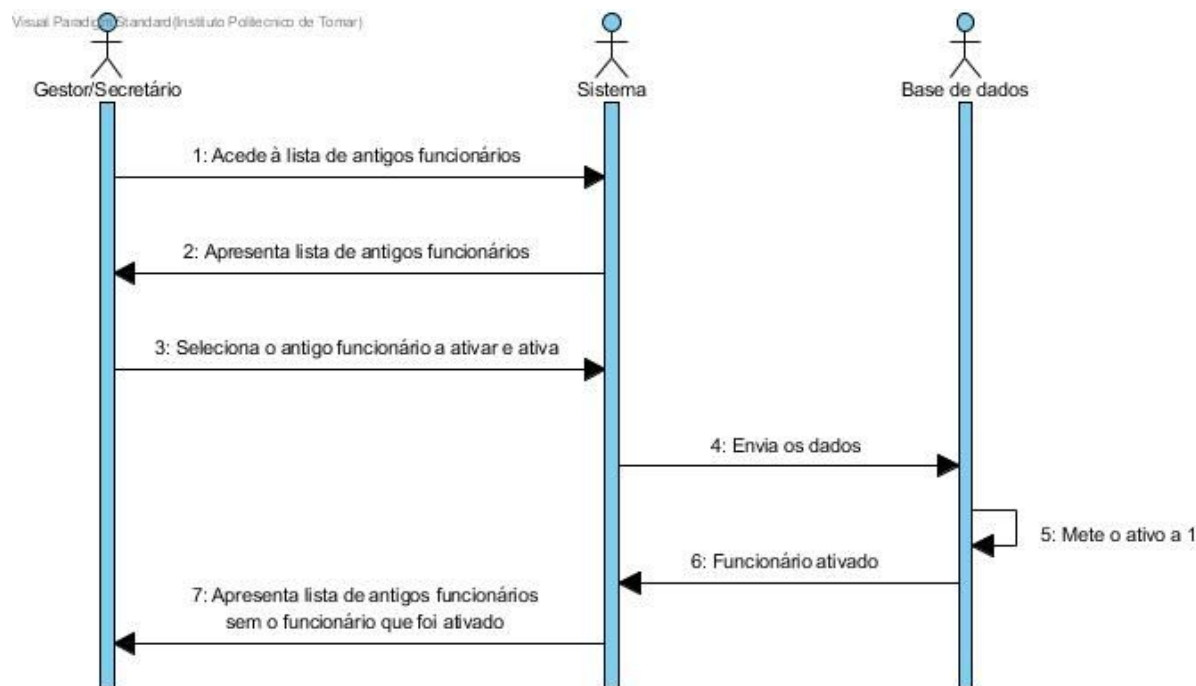 Visual Paradigm Standard(Instituto Politecnico de Tomar)
Gestor/Secretário
Sistema
Base de dados
1: Acede à lista de antigos funcionários
2: Apresenta lista de antigos funcionários
3: Seleciona o antigo funcionário a ativar e ativa
4: Envia os dados
5: Mete o ativo a 1
6: Funcionário ativado
7: Apresenta lista de antigos funcionários
sem o funcionário que foi ativado